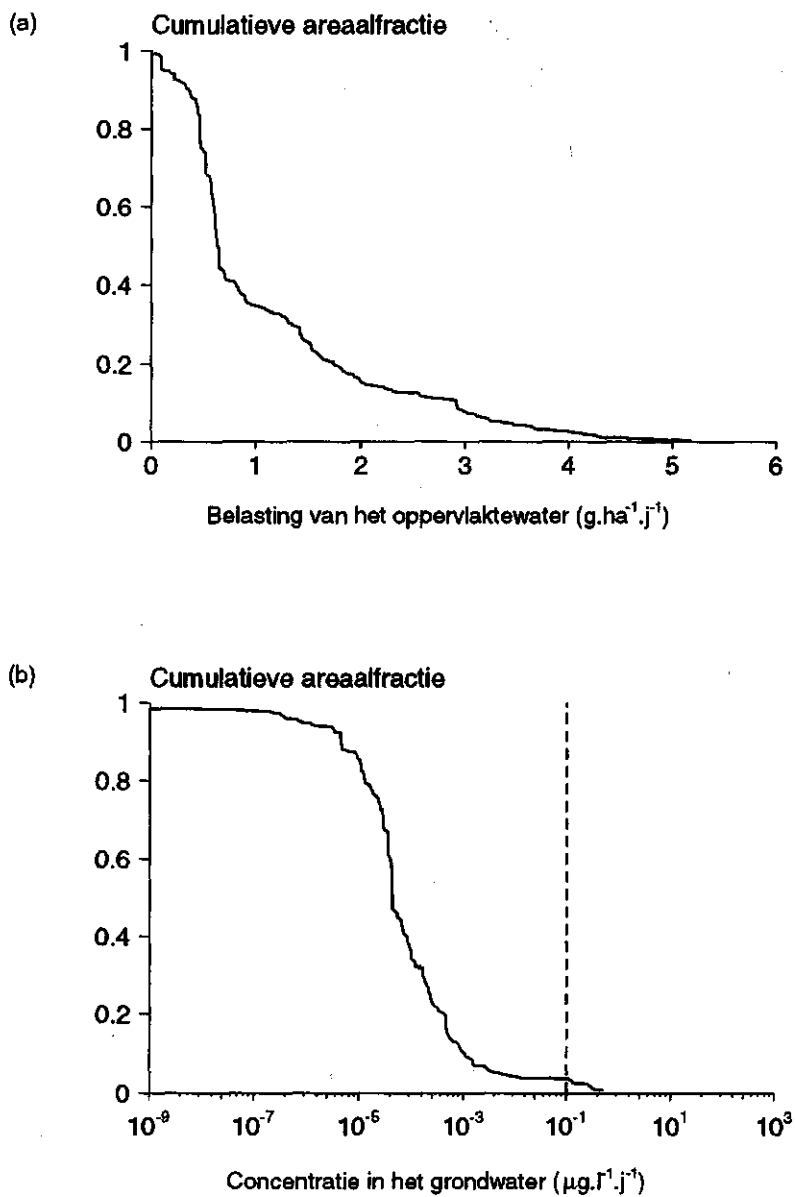 (a)
Cumulatieve areaalfractie
1
0.8
0.6
0.4
0.2
0
0 1 2 3 4 5 6
Belasting van het oppervlaktewater (g.ha⁻¹.j⁻¹)
(b)
Cumulatieve areaalfractie
1
0.8
0.6
0.4
0.2
0
10⁻⁹ 10⁻⁷ 10⁻⁵ 10⁻³ 10⁻¹ 10¹ 10³
Concentratie in het grondwater (µg.l⁻¹.j⁻¹)